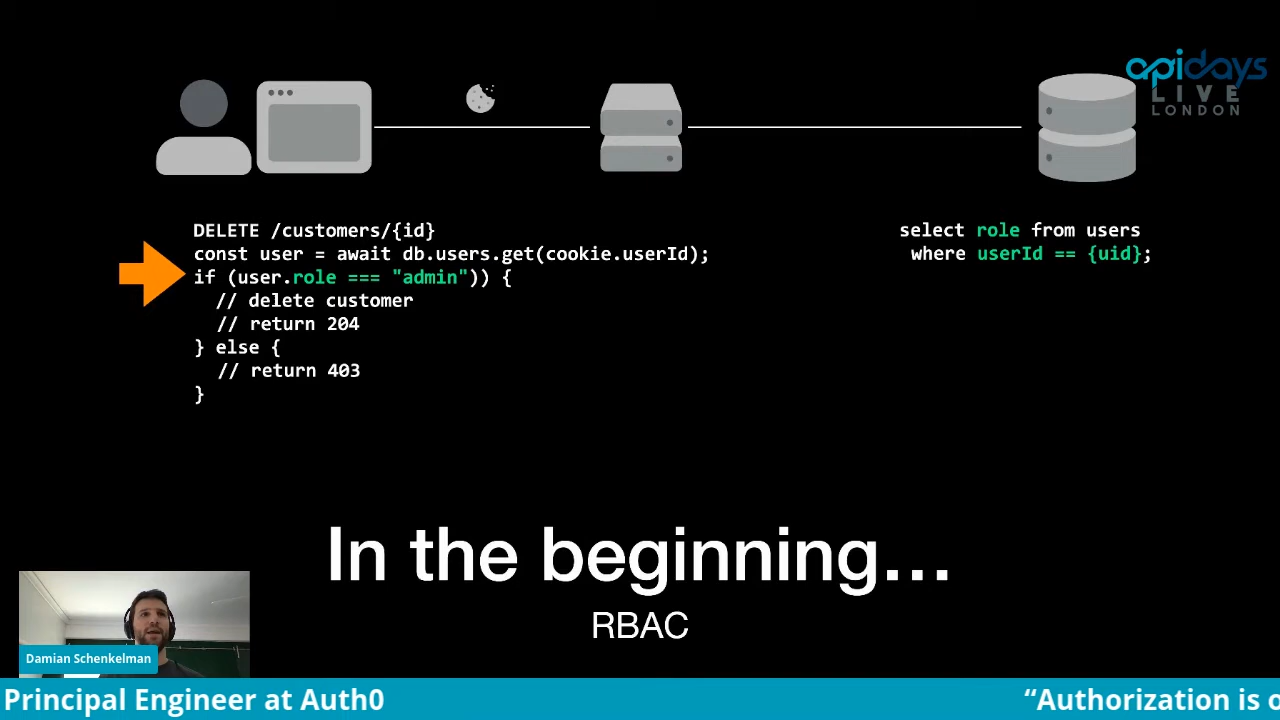 apidays
LIVE
LONDON
DELETE /customers/{id}
const user = await db.users.get(cookie.userId);
if (user.role === "admin")) {
// delete customer
// return 204
} else {
// return 403
}
select role from users
where userId == {uid};
In the beginning...
RBAC
Damian Schenkelman
Principal Engineer at Auth0
“Authorization is